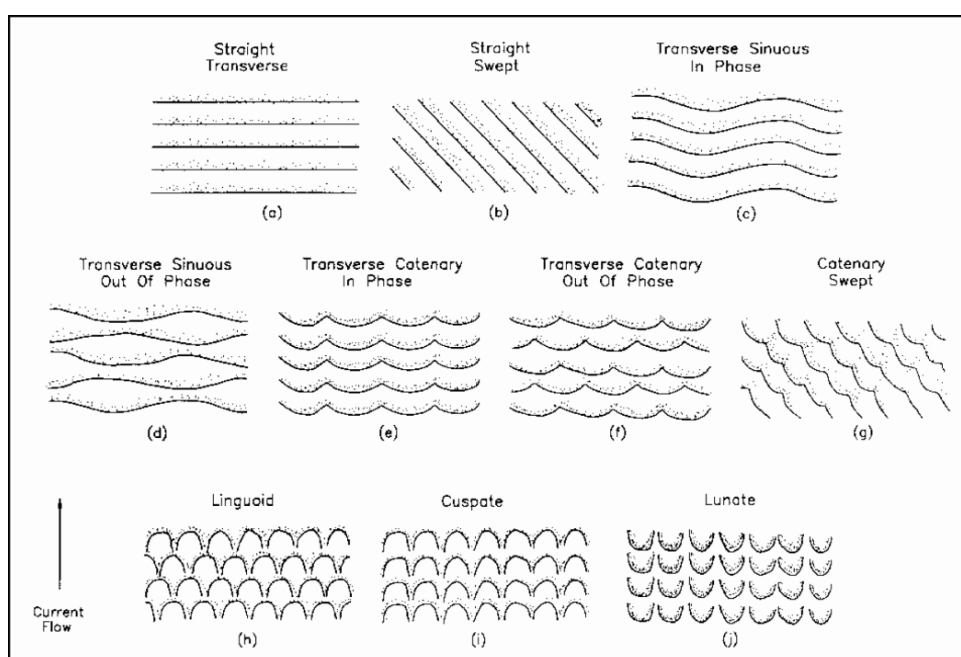 Straight
Transverse
Straight
Swept
Transverse Sinuous
In Phase
(a)
(b)
(c)
Transverse Sinuous
Out Of Phase
Transverse Catenary
In Phase
Transverse Catenary
Out Of Phase
Catenary
Swept
(d)
(e)
(f)
(g)
Linguoid
Cuspate
Lunate
Current
Flow
(h)
(i)
(j)